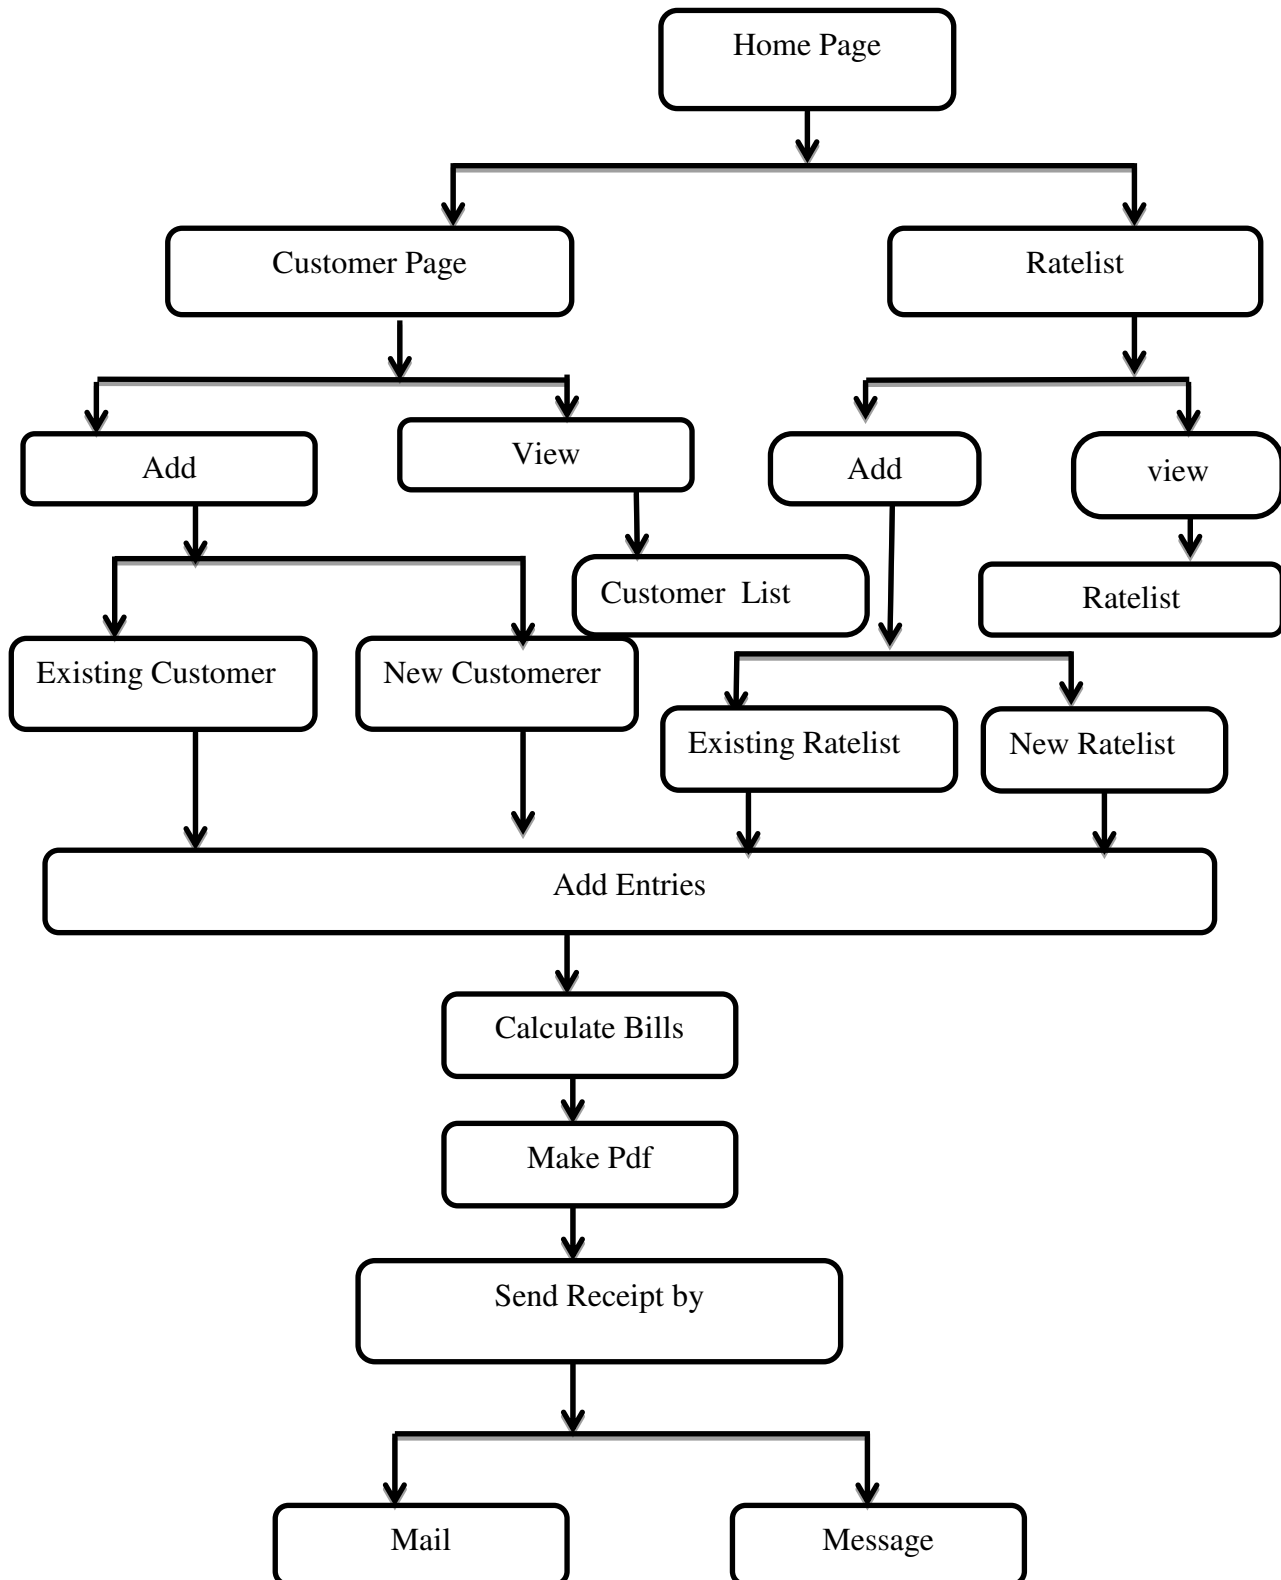 Home Page
Customer Page
Ratelist
Add
View
Add
view
Customer List
Ratelist
Existing Customer
New Customerer
Existing Ratelist
New Ratelist
Add Entries
Calculate Bills
Make Pdf
Send Receipt by
Mail
Message